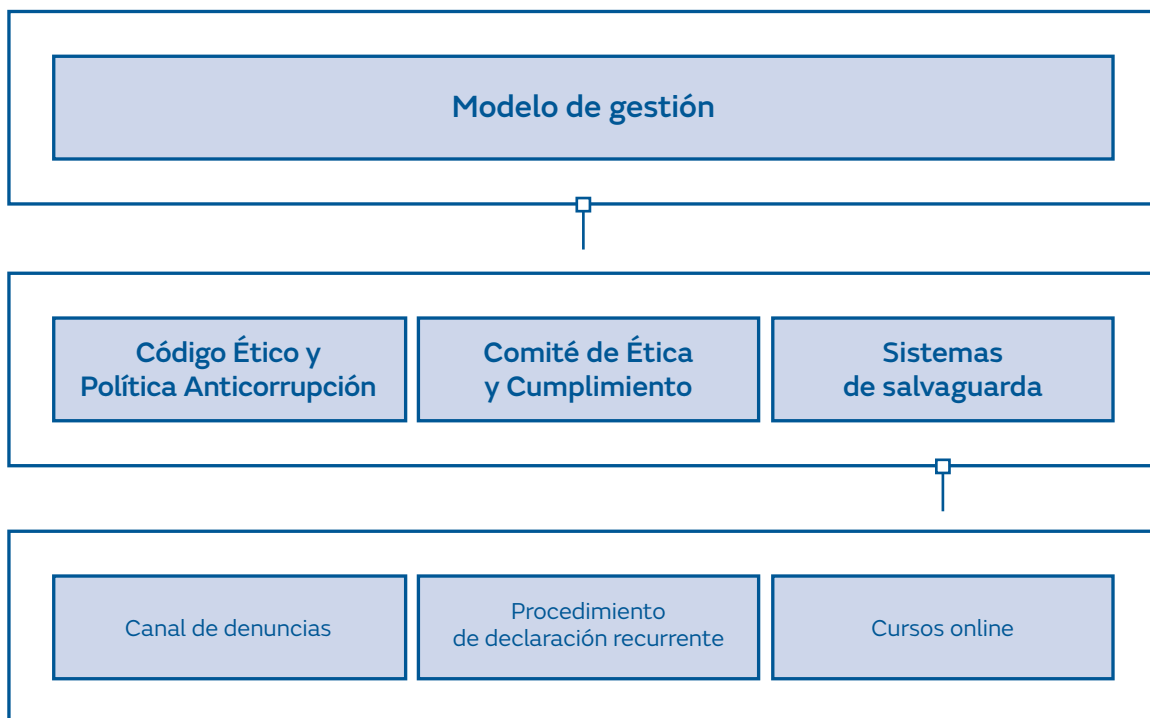 Modelo de gestión
Código Ético y
Política Anticorrupción
Comité de Ética
y Cumplimiento
Sistemas
de salvaguarda
Canal de denuncias
Procedimiento
de declaración recurrente
Cursos online